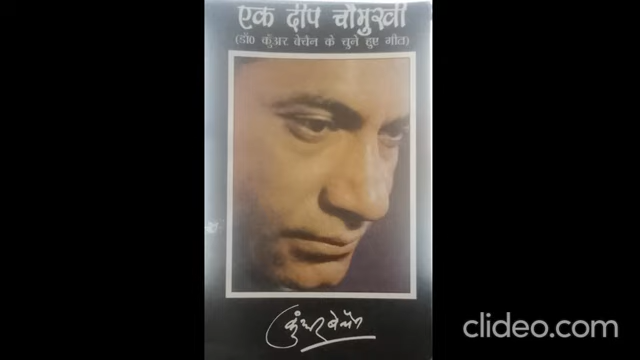 एक दीप चौमुखी
(डॉ० कुँअर बेचैन के चुने हुए गीत)
कुंअर बेचैन
clideo.com